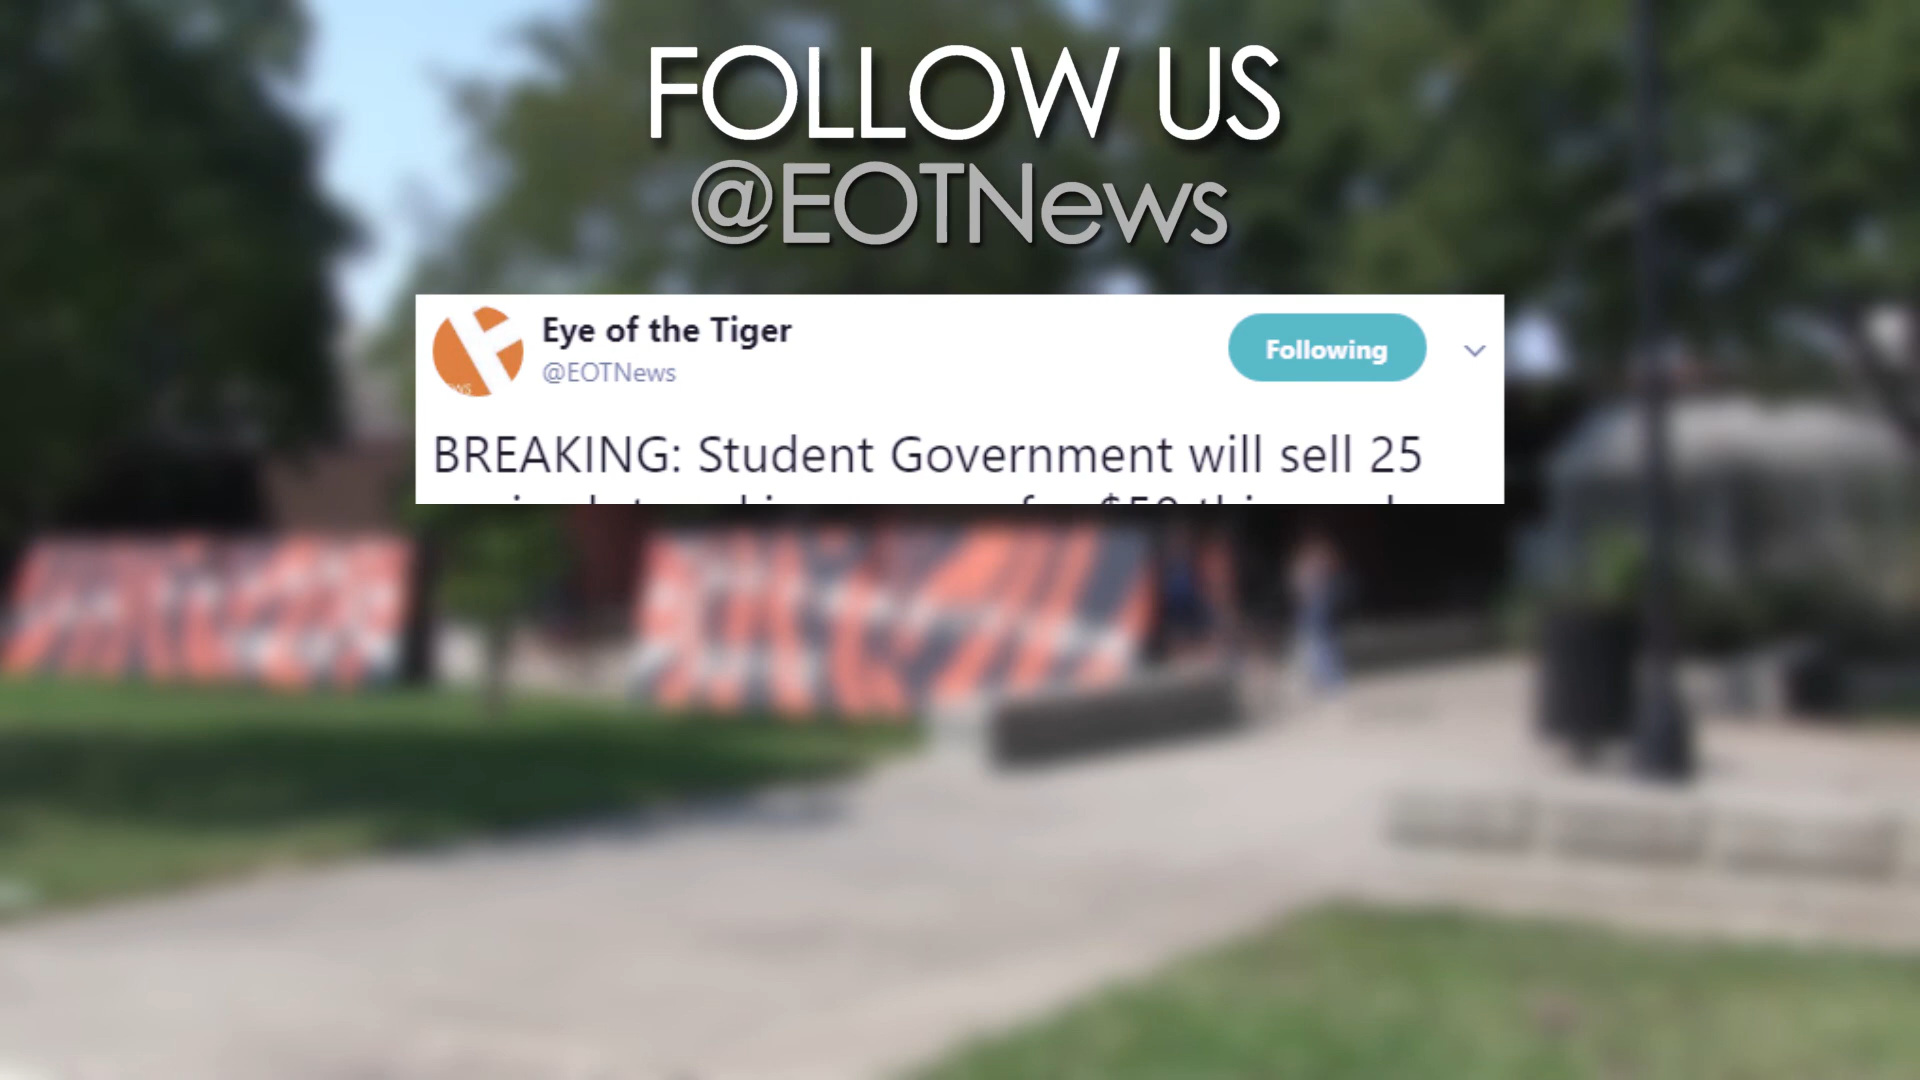 FOLLOW US
@EOTNews
Eye of the Tiger
@EOTNews
Following
BREAKING: Student Government will sell 25